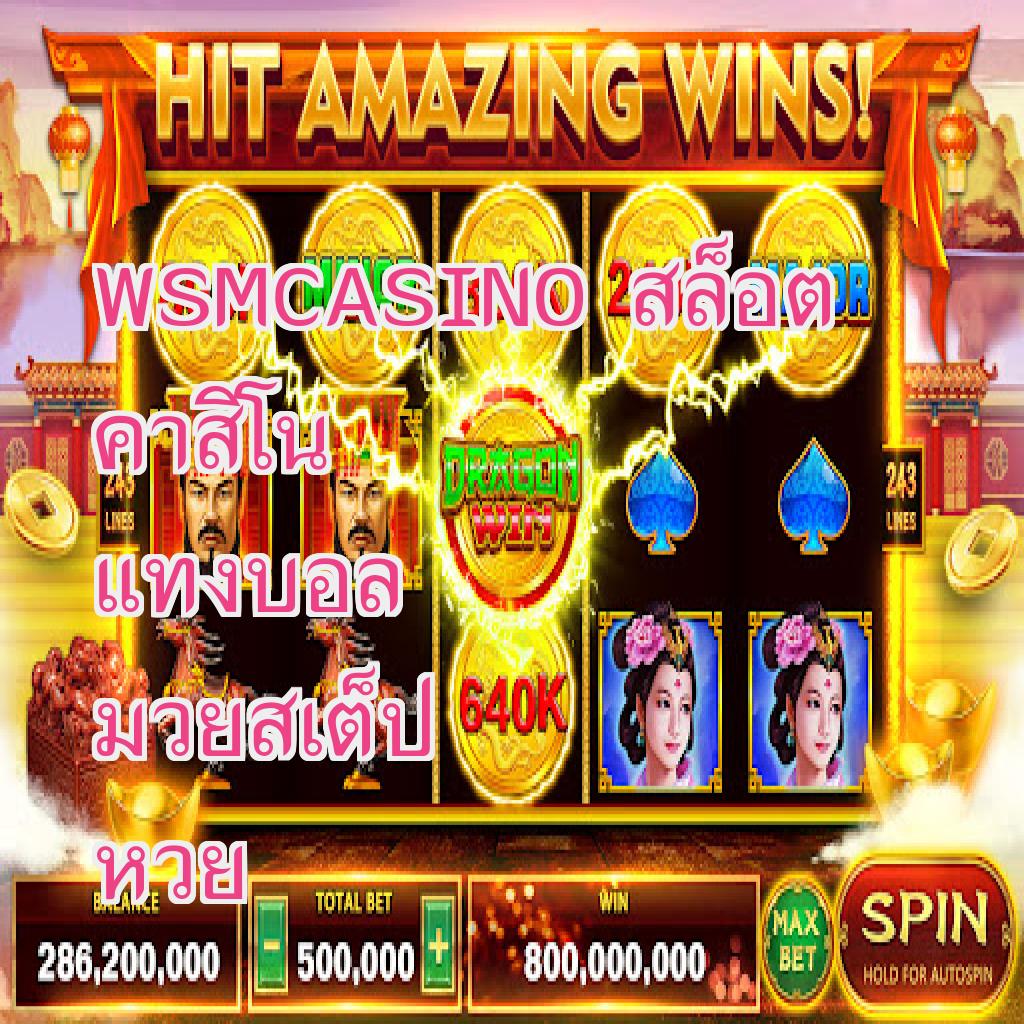 HIT AMAZING WINS!
WSMCASINO สล็อต
คาสิโน
243
LINES
243
LINES
DRAGON
WIN
แทงบอล
640K
มวยสเต็ป
หวย
BALANCE
TOTAL BET
WIN
286,200,000
-
500,000
+
800,000,000
MAX
BET
SPIN
HOLD FOR AUTOSPIN